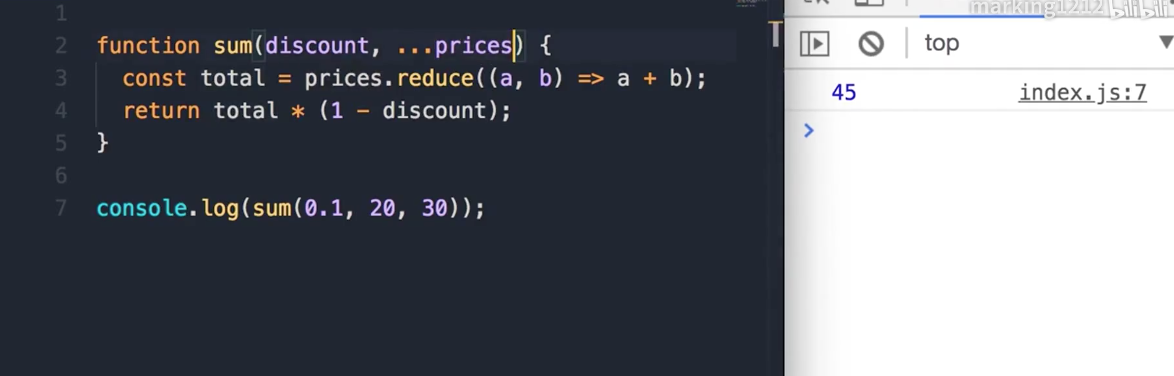 1
2 function sum(discount, ...prices) {
3 const total = prices.reduce((a, b) => a + b);
4 return total * (1 - discount);
5 }
6
7 console.log(sum(0.1, 20, 30));
marking1212 bilibili
top
45 index.js:7